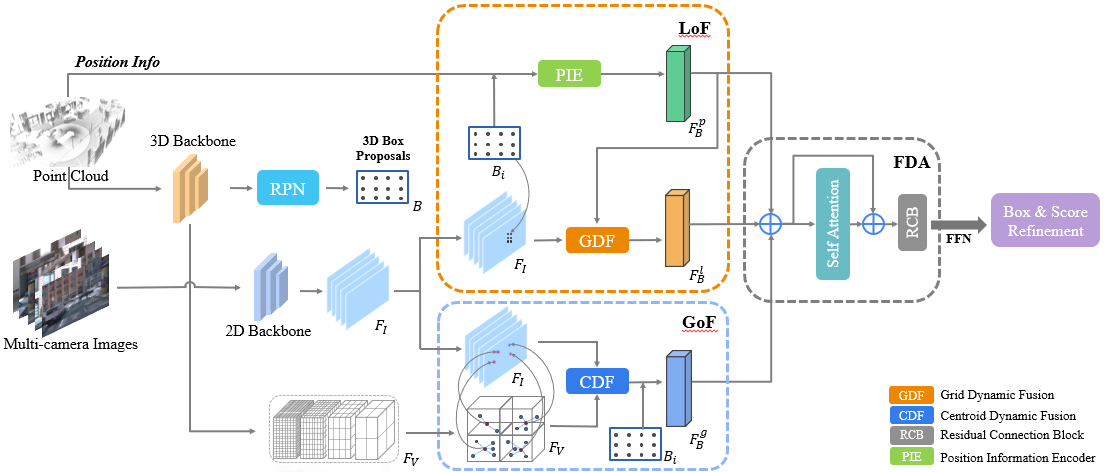 LoF
Position Info
PIE
F_B^p
3D Backbone
3D Box
Proposals
Point Cloud
RPN
B
B_i
FDA
Self Attention
RCB
FFN
Box & Score
Refinement
GDF
F_I
F_B^l
Multi-camera Images
2D Backbone
F_I
GoF
F_I
CDF
F_B^g
F_V
F_V
B_i
GDF Grid Dynamic Fusion
CDF Centroid Dynamic Fusion
RCB Residual Connection Block
PIE Position Information Encoder